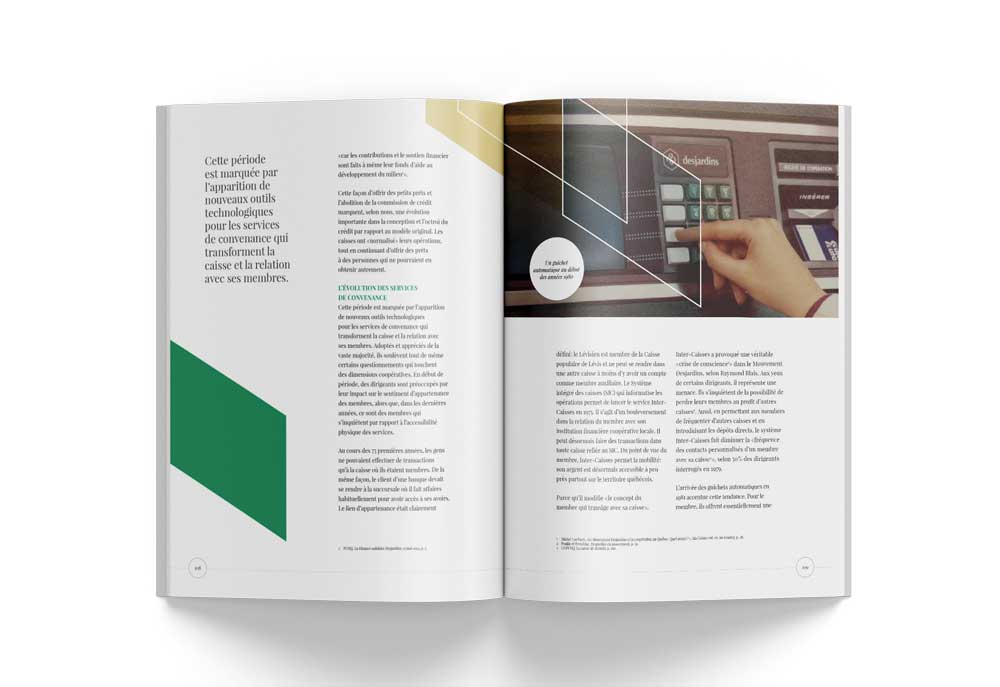 Cette période
est marquée par
l'apparition de
nouveaux outils
technologiques
pour les services
de convenance qui
transforment la
caisse et la relation
avec ses membres.
«car les contributions et le soutien financier
sont faits à même leur fonds d'aide au
développement du milieu».
Cette façon d'offrir des petits prêts et
l'abolition de la commission de crédit
marquent, selon nous, une évolution
importante dans la conception et l'octroi du
crédit par rapport au modèle original. Les
caisses ont «normalisé» leurs opérations,
tout en continuant d'offrir des prêts
à des personnes qui ne pourraient en
obtenir autrement.
L'ÉVOLUTION DES SERVICES
DE CONVENANCE
Cette période est marquée par l'apparition
de nouveaux outils technologiques
pour les services de convenance qui
transforment la caisse et la relation avec
ses membres. Adoptés et appréciés de la
vaste majorité, ils soulèvent tout de même
certains questionnements qui touchent
des dimensions coopératives. En début de
période, des dirigeants sont préoccupés par
leur impact sur le sentiment d'appartenance
des membres, alors que, dans les dernières
années, ce sont des membres qui
s'inquiètent par rapport à l'accessibilité
physique des services.
Au cours des 75 premières années, les gens
ne pouvaient effectuer de transactions
qu'à la caisse où ils étaient membres. De la
même façon, le client d'une banque devait
se rendre à la succursale où il fait affaires
habituellement pour avoir accès à ses avoirs.
Le lien d'appartenance était clairement
desjardins
INSÉRER
Un guichet
automatique au début
des années 1980
défini: le Lévisien est membre de la Caisse
populaire de Lévis et ne peut se rendre dans
une autre caisse à moins d'y avoir un compte
comme membre auxiliaire. Le Système
intégré des caisses (SIC) qui informatise les
opérations permet de lancer le service Inter-
Caisses en 1975. Il s'agit d'un bouleversement
dans la relation du membre avec son
institution financière coopérative locale. Il
peut désormais faire des transactions dans
toute caisse reliée au SIC. Du point de vue du
membre, Inter-Caisses permet la mobilité:
son argent est désormais accessible à peu
près partout sur le territoire québécois.
Parce qu'il modifie «le concept du
membre qui transige avec sa caisse»,
Inter-Caisses a provoqué une véritable
«crise de conscience» dans le Mouvement
Desjardins, selon Raymond Blais. Aux yeux
de certains dirigeants, il représente une
menace. Ils s'inquiètent de la possibilité de
perdre leurs membres au profit d'autres
caisses. Aussi, en permettant aux membres
de fréquenter d'autres caisses et en
introduisant les dépôts directs, le système
Inter-Caisses fait diminuer la «fréquence
des contacts personnalisés d'un membre
avec sa caisse», selon 50% des dirigeants
interrogés en 1979.
L'arrivée des guichets automatiques en
1981 accentue cette tendance. Pour le
membre, ils offrent essentiellement une